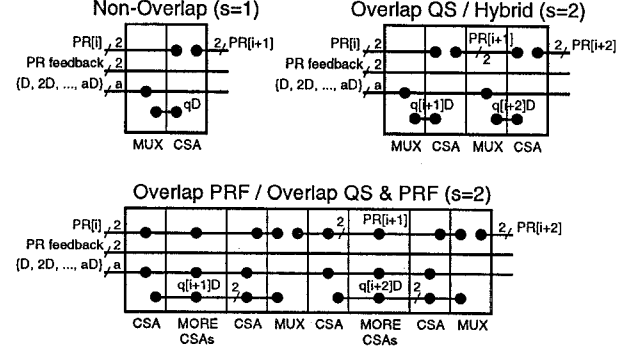 Non-Overlap (s=1)
PR[i] 2 2 PR[i+1]
PR feedback 2
{D, 2D, ..., aD} a
qD
MUX CSA
Overlap QS / Hybrid (s=2)
PR[i] 2 PR[i+1] 2 2 PR[i+2]
PR feedback 2
{D, 2D, ..., aD} a
q[i+1]D q[i+2]D
MUX CSA MUX CSA
Overlap PRF / Overlap QS & PRF (s=2)
PR[i] 2 2 PR[i+1] 2 PR[i+2]
PR feedback 2
{D, 2D, ..., aD} a
q[i+1]D 2 q[i+2]D 2
CSA MORE CSA MUX CSA MORE CSA MUX
CSAs CSAs